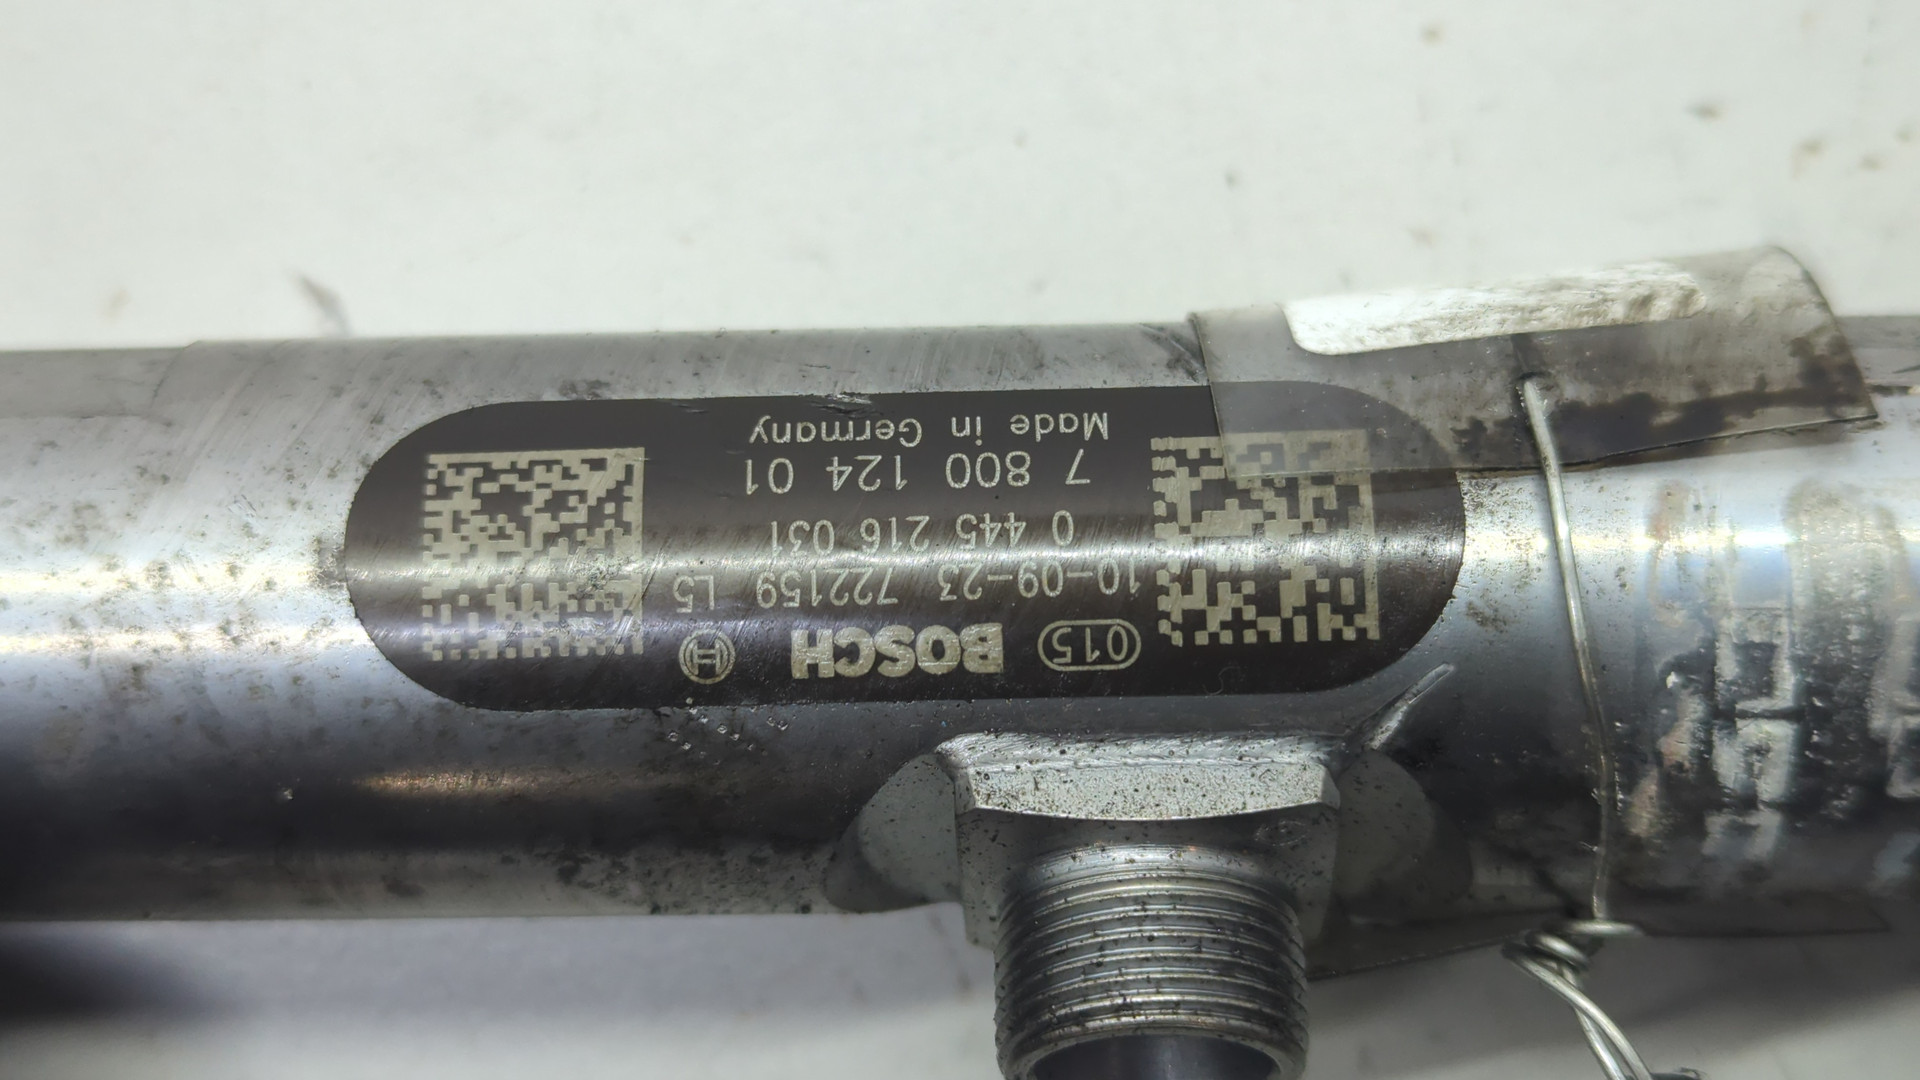 015 BOSCH
10-09-23 722159 L5
0 445 216 031
7 800 124 01
Made in Germany